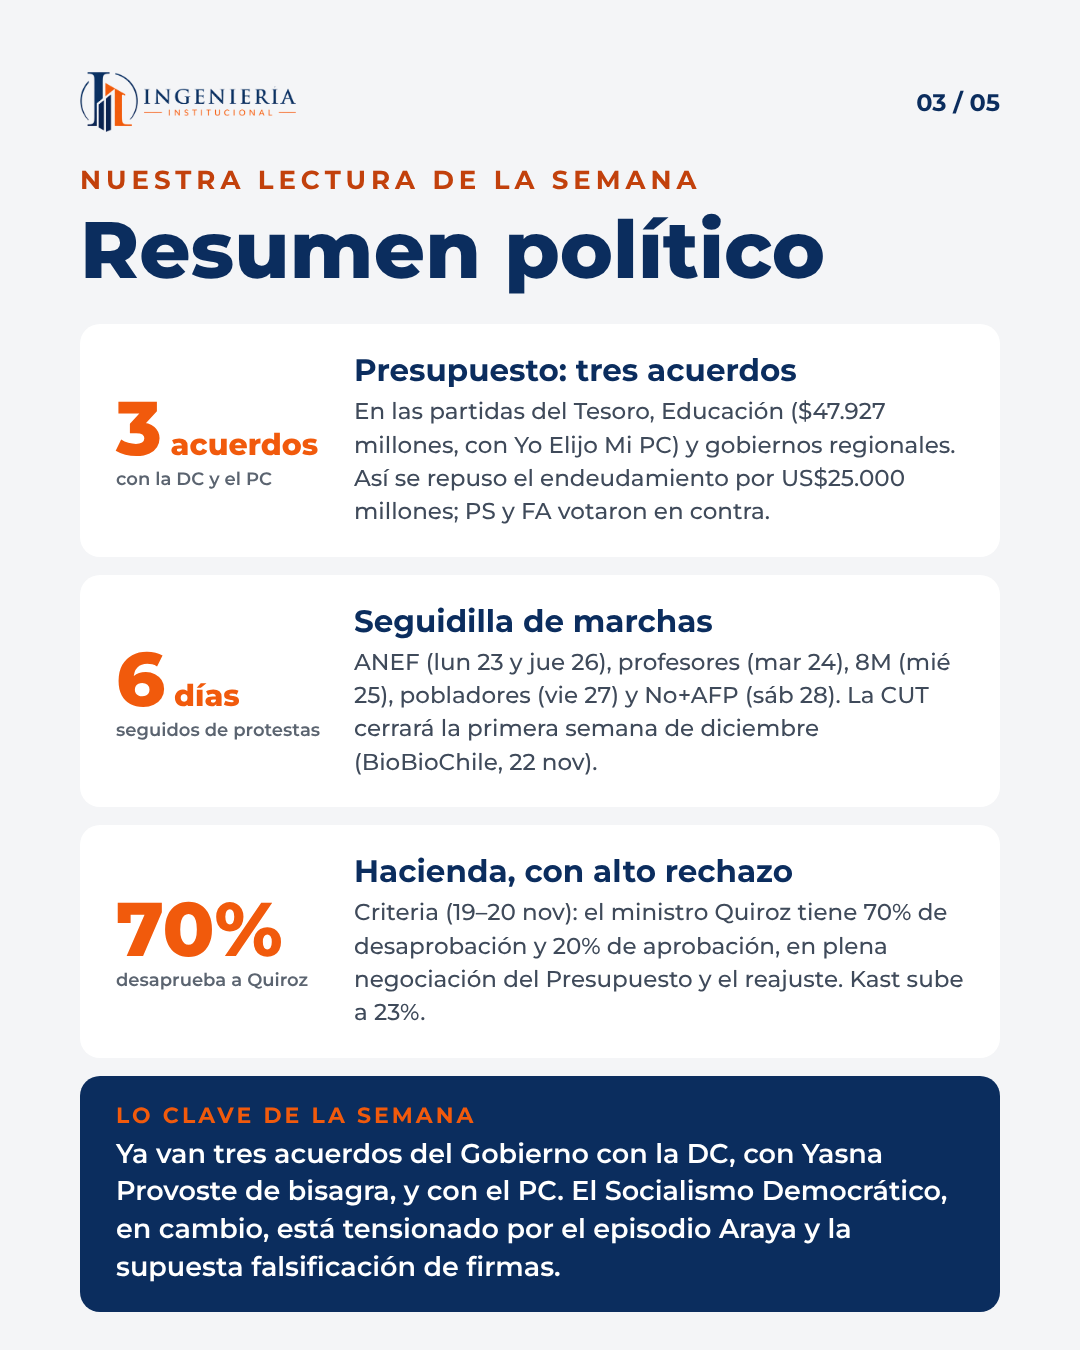 INGENIERIA
INSTITUCIONAL
03 / 05
NUESTRA LECTURA DE LA SEMANA
Resumen político
3 acuerdos
con la DC y el PC
Presupuesto: tres acuerdos
En las partidas del Tesoro, Educación ($47.927
millones, con Yo Elijo Mi PC) y gobiernos regionales.
Así se repuso el endeudamiento por US$25.000
millones; PS y FA votaron en contra.
6 días
seguidos de protestas
Seguidilla de marchas
ANEF (lun 23 y jue 26), profesores (mar 24), 8M (mié
25), pobladores (vie 27) y No+AFP (sáb 28). La CUT
cerrará la primera semana de diciembre
(BioBioChile, 22 nov).
70%
desaprueba a Quiroz
Hacienda, con alto rechazo
Criteria (19–20 nov): el ministro Quiroz tiene 70% de
desaprobación y 20% de aprobación, en plena
negociación del Presupuesto y el reajuste. Kast sube
a 23%.
LO CLAVE DE LA SEMANA
Ya van tres acuerdos del Gobierno con la DC, con Yasna
Provoste de bisagra, y con el PC. El Socialismo Democrático,
en cambio, está tensionado por el episodio Araya y la
supuesta falsificación de firmas.